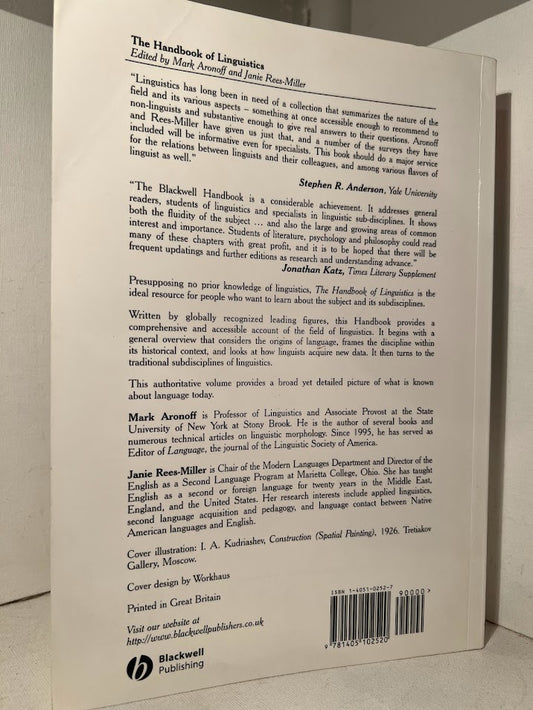 The Handbook of Linguistics
Edited by Mark Aronoff and Janie Rees-Miller
"Linguistics has long been in need of a collection that summarizes the nature of the
field and its various aspects – something at once accessible enough to recommend to
non-linguists and substantive enough to give real answers to their questions. Aronoff
and Rees-Miller have given us just that, and a number of the surveys they have
included will be informative even for specialists. This book should do a major service
for the relations between linguists and their colleagues, and among various flavors of
linguist as well."
Stephen R. Anderson, Yale University
"The Blackwell Handbook is a considerable achievement. It addresses general
readers, students of linguistics and specialists in linguistic sub-disciplines. It shows
both the fluidity of the subject … and also the large and growing areas of common
interest and importance. Students of literature, psychology and philosophy could read
many of these chapters with great profit, and it is to be hoped that there will be
frequent updatings and further editions as research and understanding advance."
Jonathan Katz, Times Literary Supplement
Presupposing no prior knowledge of linguistics, The Handbook of Linguistics is the
ideal resource for people who want to learn about the subject and its subdisciplines.
Written by globally recognized leading figures, this Handbook provides a
comprehensive and accessible account of the field of linguistics. It begins with a
general overview that considers the origins of language, frames the discipline within
its historical context, and looks at how linguists acquire new data. It then turns to the
traditional subdisciplines of linguistics.
This authoritative volume provides a broad yet detailed picture of what is known
about language today.
Mark Aronoff is Professor of Linguistics and Associate Provost at the State
University of New York at Stony Brook. He is the author of several books and
numerous technical articles on linguistic morphology. Since 1995, he has served as
Editor of Language, the journal of the Linguistic Society of America.
Janie Rees-Miller is Chair of the Modern Languages Department and Director of the
English as a Second Language Program at Marietta College, Ohio. She has taught
English as a second or foreign language for twenty years in the Middle East,
England, and the United States. Her research interests include applied linguistics,
second language acquisition and pedagogy, and language contact between Native
American languages and English.
Cover illustration: I. A. Kudriashev, Construction (Spatial Painting), 1926. Tretiakov
Gallery, Moscow.
Cover design by Workhaus
Printed in Great Britain
Visit our website at
http://www.blackwellpublishers.co.uk
b Blackwell
Publishing
ISBN 1-4051-0252-7
90000>
9 781405 102520